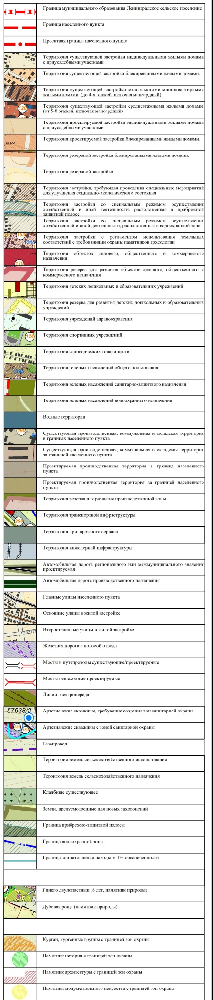 Граница муниципального образования Ленинградское сельское поселение
Граница населенного пункта
Проектная граница населенного пункта
Территория существующей застройки индивидуальными жилыми домами
с приусадебными участками
Территория существующей застройки блокированными жилыми домами.
Территория существующей застройки малоэтажными многоквартирными
жилыми домами. (до 4-х этажей, включая мансардный)
Территория существующей застройки среднеэтажными жилыми домами.
(от 5-8 этажей, включая мансардный)
120
Территория проектируемой застройки индивидуальными жилыми домами
с приусадебными участками
Территория проектируемой застройки блокированными жилыми домами.
30,300
Территория резервной застройки блокированными жилыми домами.
Территория резервной застройки
Территория застройки, требующая проведения специальных мероприятий
для улучшения социально-экологического состояния
Территория застройки со специальным режимом осуществления
хозяйственной и иной деятельности, расположенная в прибрежной
защитной полосе
Территория застройки со специальным режимом осуществления
хозяйственной и иной деятельности, расположенная в водоохранной зоне
Территория застройки с регламентом использования земельных
соответствий с требованиями охраны памятников археологии
153
131/
Территория объектов делового, общественного и коммерческого
назначения
170
Территория резерва для развития объектов делового, общественного и
коммерческого назначения
Территория детских дошкольных и образовательных учреждений
Территория резерва для развития детских дошкольных и образовательных
учреждений
Территория учреждений здравоохранения
Территория спортивных учреждений
124
прож.
Территория садоводческих товариществ
Территория зеленых насаждений общего пользования
109а
Территория зеленых насаждений санитарно-защитного назначения
Территория зеленых насаждений водоохранного назначения
Водные территории
Существующая производственная, коммунальная и складская территория
в границах населенного пункта
190
Существующая производственная, коммунальная и складская территория
за границей населенного пункта
Проектируемая производственная территория в границе населенного
пункта
Проектируемая производственная территория за границей населенного
пункта
Территория резерва для развития производственной зоны
Территория транспортной инфраструктуры
298
Территория придорожного сервиса
Территория инженерной инфраструктуры
Автомобильная дорога регионального или межмуниципального значения
проектируемая
Автомобильная дорога производственного назначения
Главные улицы населенного пункта
Основные улицы в жилой застройке
Второстепенные улицы в жилой застройке
УЛ.КУРГА
Железная дорога с полосой отвода
Мосты и путепроводы существующие/проектируемые
Мосты пешеходные проектируемые
Линии электропередач
Артезианские скважины, требующие создания зон санитарной охраны
57638/2
Артезианские скважины с зоной санитарной охраны
289
153
Газопровод
Территория земель сельскохозяйственного использования
Территория земель сельскохозяйственного назначения
Кладбище существующее
Земли, предусмотренные для новых захоронений
Граница прибрежно-защитной полосы
Граница водоохранной зоны
Граница зон затопления паводком 1% обеспеченности
Гинкго двулопастный (8 лет, памятник природы)
Дубовая роща (памятник природы)
Курган, курганные группы с границей зон охраны
Памятник истории с границей зон охраны
Памятник архитектуры с границей зон охраны
Памятник монументального искусства с границей зон охраны